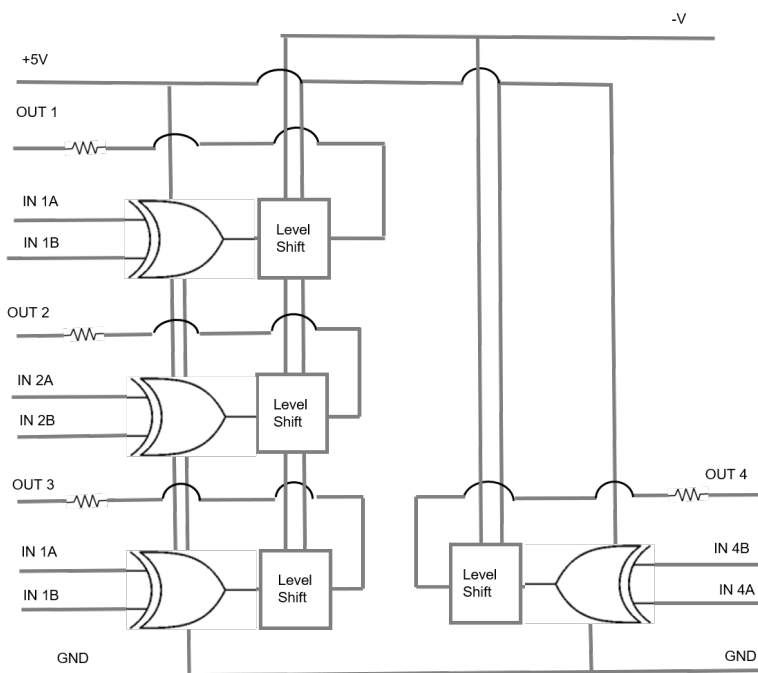 -V
+5V
OUT 1
IN 1A
IN 1B
Level
Shift
OUT 2
IN 2A
IN 2B
Level
Shift
OUT 3
OUT 4
IN 1A
IN 1B
Level
Shift
Level
Shift
IN 4B
IN 4A
GND
GND